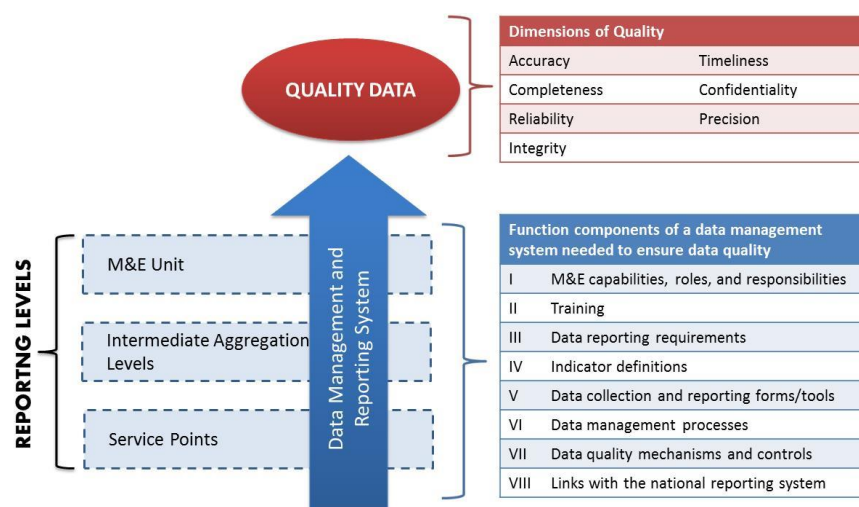 QUALITY DATA
Dimensions of Quality
Accuracy Timeliness
Completeness Confidentiality
Reliability Precision
Integrity
REPORTNG LEVELS
M&E Unit
Intermediate Aggregation
Levels
Service Points
Data Management and
Reporting System
Function components of a data management
system needed to ensure data quality
I M&E capabilities, roles, and responsibilities
II Training
III Data reporting requirements
IV Indicator definitions
V Data collection and reporting forms/tools
VI Data management processes
VII Data quality mechanisms and controls
VIII Links with the national reporting system